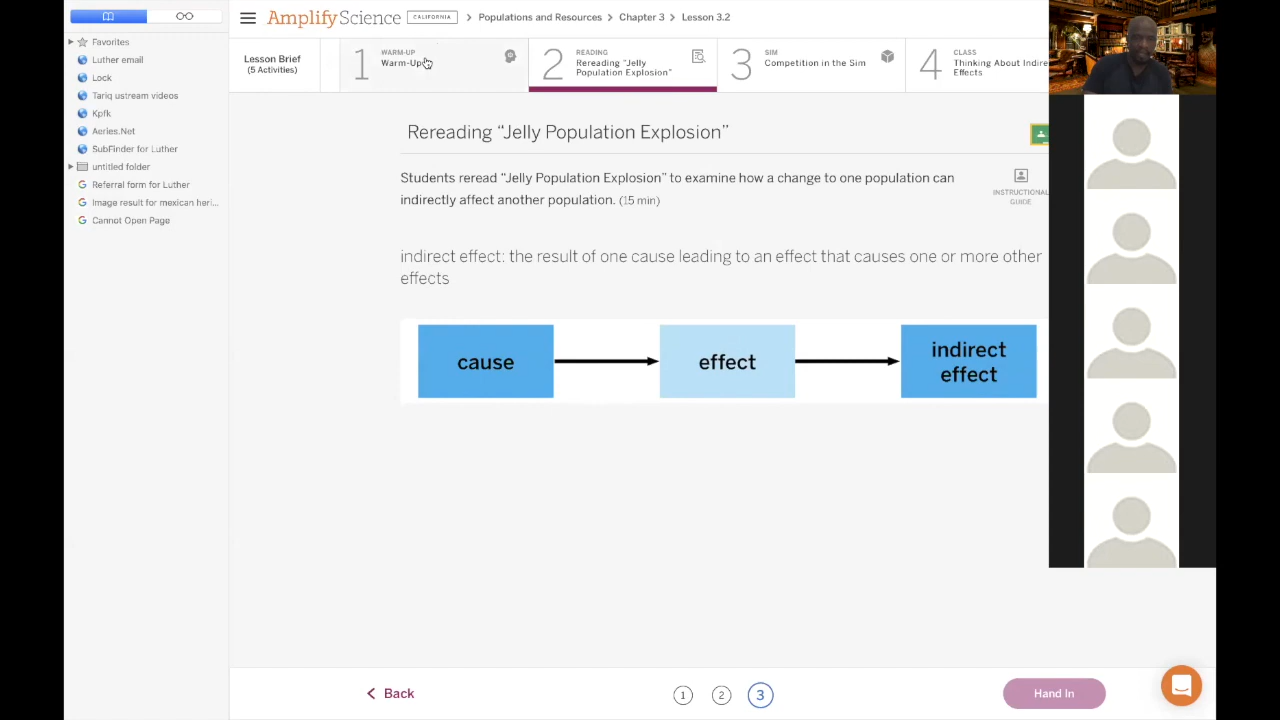 AmplifyScience CALIFORNIA > Populations and Resources > Chapter 3 > Lesson 3.2
Favorites
Luther email
Lock
Tariq ustream videos
Kpfk
Aeries.Net
SubFinder for Luther
untitled folder
Referral form for Luther
Image result for mexican heri...
Cannot Open Page
Lesson Brief
(5 Activities)
1
WARM-UP
Warm-Up
2
READING
Rereading “Jelly
Population Explosion”
3
SIM
Competition in the Sim
4
CLASS
Thinking About Indire
Effects
Rereading “Jelly Population Explosion”
Students reread “Jelly Population Explosion” to examine how a change to one population can
indirectly affect another population. (15 min)
INSTRUCTIONAL
GUIDE
indirect effect: the result of one cause leading to an effect that causes one or more other
effects
cause
effect
indirect
effect
Back
1 2 3
Hand In